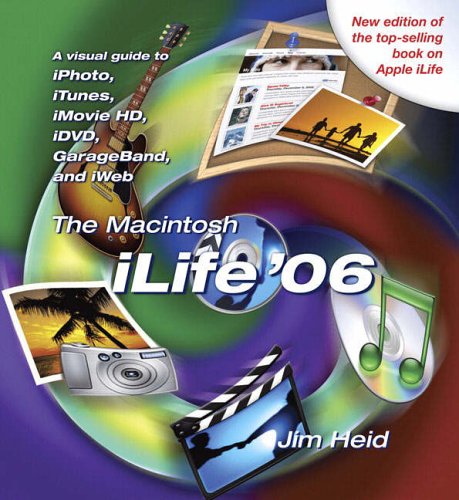 New edition of
the top-selling
book on
Apple iLife
A visual guide to
iPhoto,
iTunes,
iMovie HD,
iDVD,
GarageBand,
and iWeb
The Macintosh
iLife '06
Jim Heid